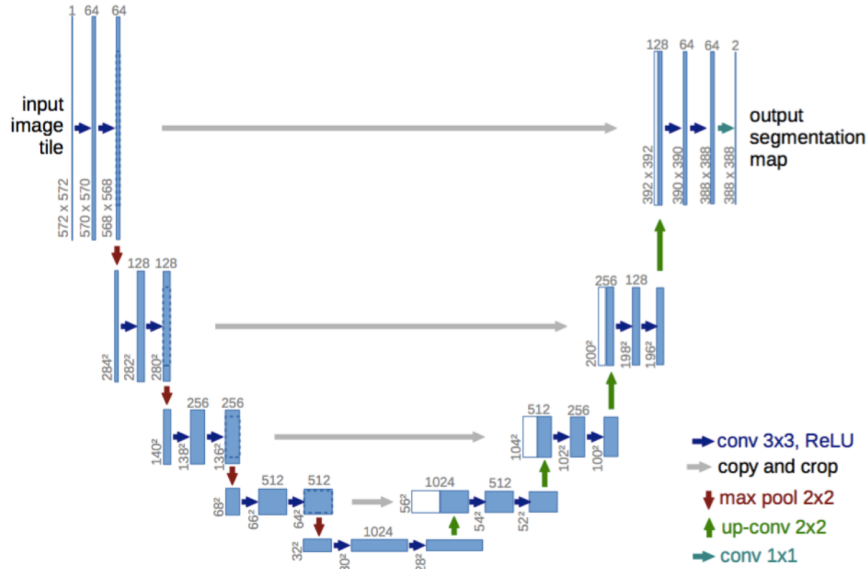 1 64 64
128 64 64 2
input
image
tile
output
segmentation
map
572 x 572
570 x 570
568 x 568
392 x 392
390 x 390
388 x 388
388 x 388
128 128
256 128
284²
282²
280²
200²
198²
196²
256 256
512 256
140²
138²
136²
104²
102²
100²
512 512
1024 512
68²
66²
64²
56²
54²
52²
1024
32²
30²
28²
conv 3x3, ReLU
copy and crop
max pool 2x2
up-conv 2x2
conv 1x1